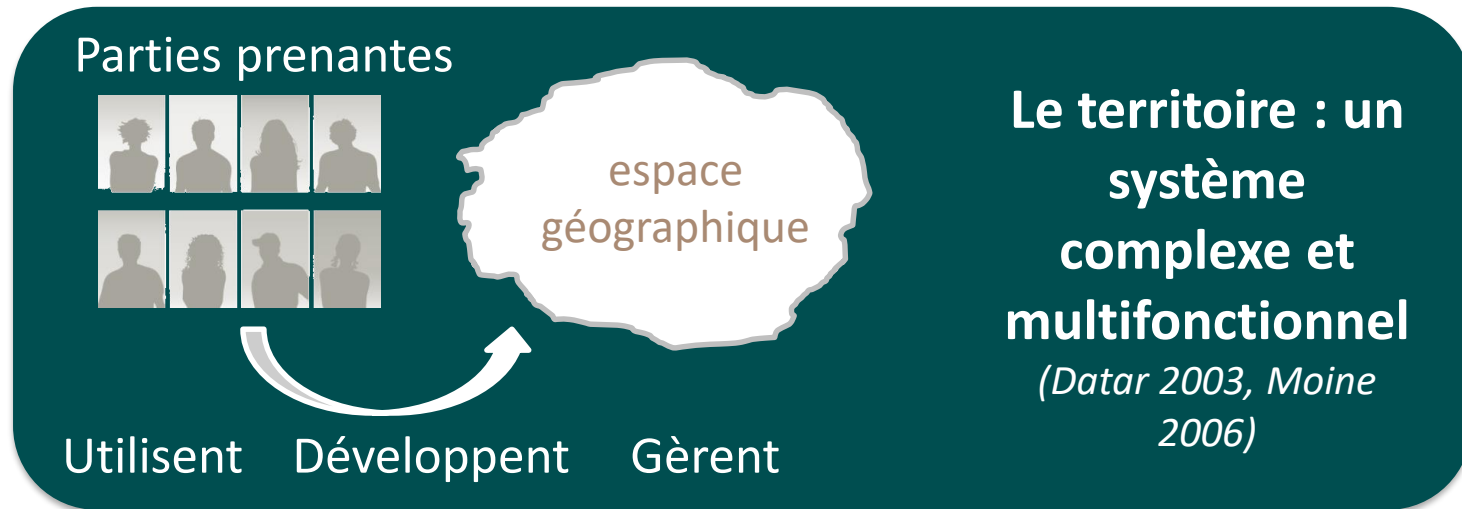 Parties prenantes
espace
géographique
Utilisent Développent Gèrent
Le territoire : un
système
complexe et
multifonctionnel
(Datar 2003, Moine
2006)